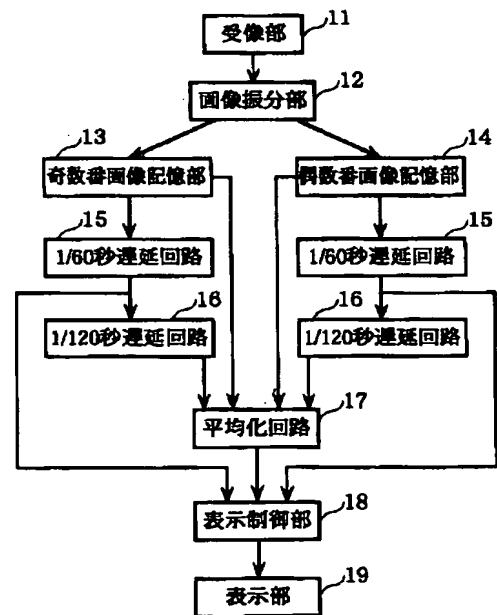 受像部
11
画像振分部
12
13
14
奇数番画像記憶部
偶数番画像記憶部
15
15
1/60秒遅延回路
1/60秒遅延回路
16
16
1/120秒遅延回路
1/120秒遅延回路
17
平均化回路
18
表示制御部
19
表示部